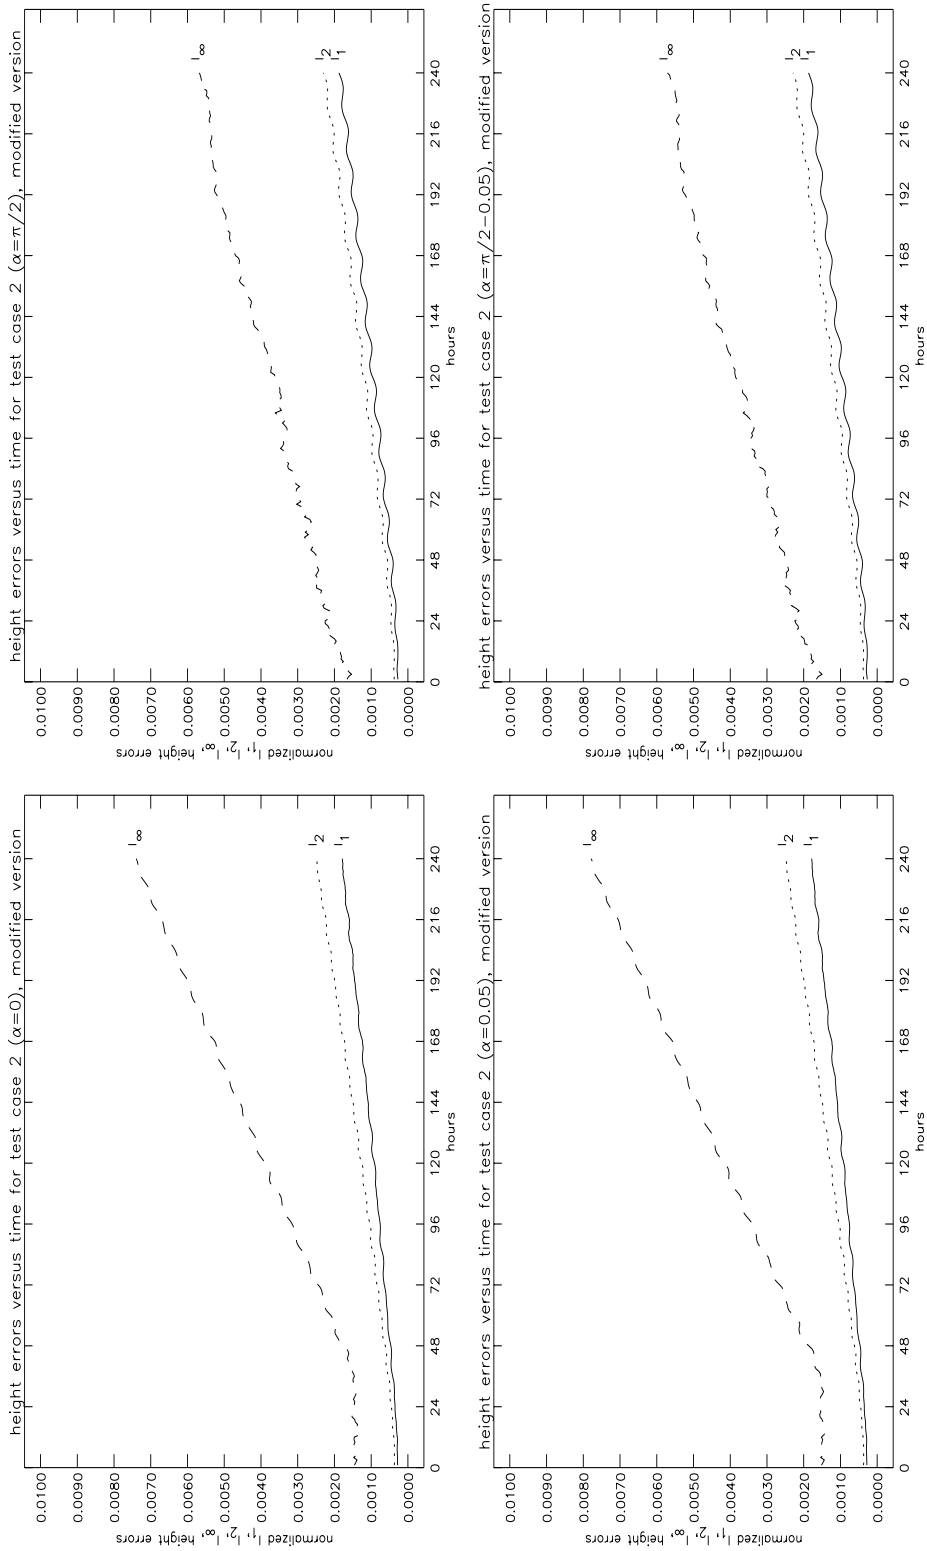 height errors versus time for test case 2 (α=0), modified version
normalized l1, l2, l∞, height errors
0.0100
0.0090
0.0080
0.0070
0.0060
0.0050
0.0040
0.0030
0.0020
0.0010
0.0000
0 24 48 72 96 120 144 168 192 216 240
hours
l∞
l2
l1
height errors versus time for test case 2 (α=π/2), modified version
normalized l1, l2, l∞, height errors
0.0100
0.0090
0.0080
0.0070
0.0060
0.0050
0.0040
0.0030
0.0020
0.0010
0.0000
0 24 48 72 96 120 144 168 192 216 240
hours
l∞
l2
l1
height errors versus time for test case 2 (α=0.05), modified version
normalized l1, l2, l∞, height errors
0.0100
0.0090
0.0080
0.0070
0.0060
0.0050
0.0040
0.0030
0.0020
0.0010
0.0000
0 24 48 72 96 120 144 168 192 216 240
hours
l∞
l2
l1
height errors versus time for test case 2 (α=π/2−0.05), modified version
normalized l1, l2, l∞, height errors
0.0100
0.0090
0.0080
0.0070
0.0060
0.0050
0.0040
0.0030
0.0020
0.0010
0.0000
0 24 48 72 96 120 144 168 192 216 240
hours
l∞
l2
l1